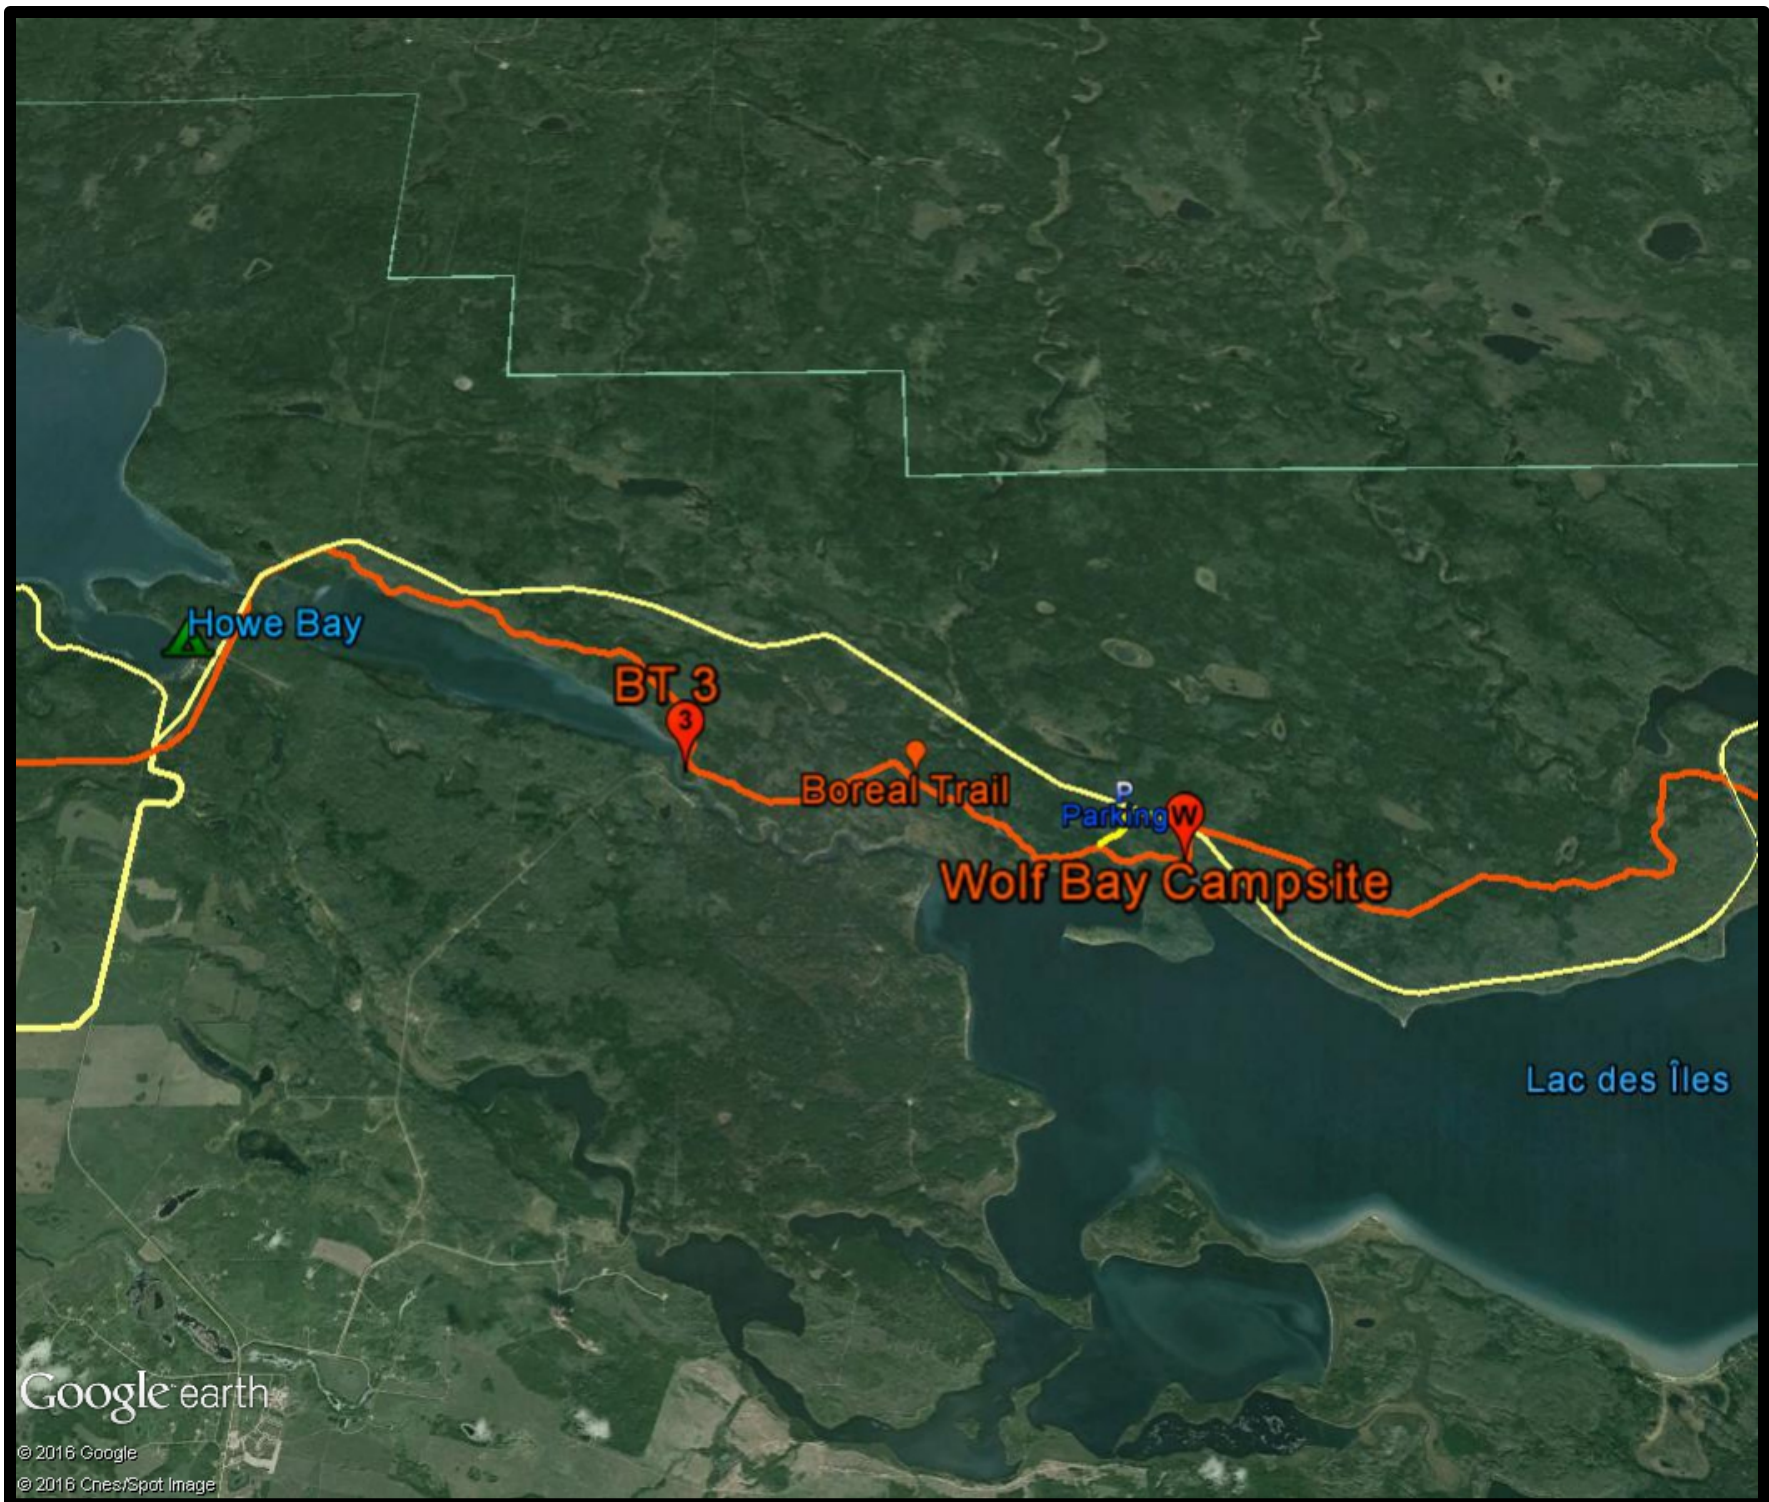 Howe Bay
BT 3
3
Boreal Trail
P
Parking
W
Wolf Bay Campsite
Lac des Îles
Google earth
© 2016 Google
© 2016 Cnes/Spot Image